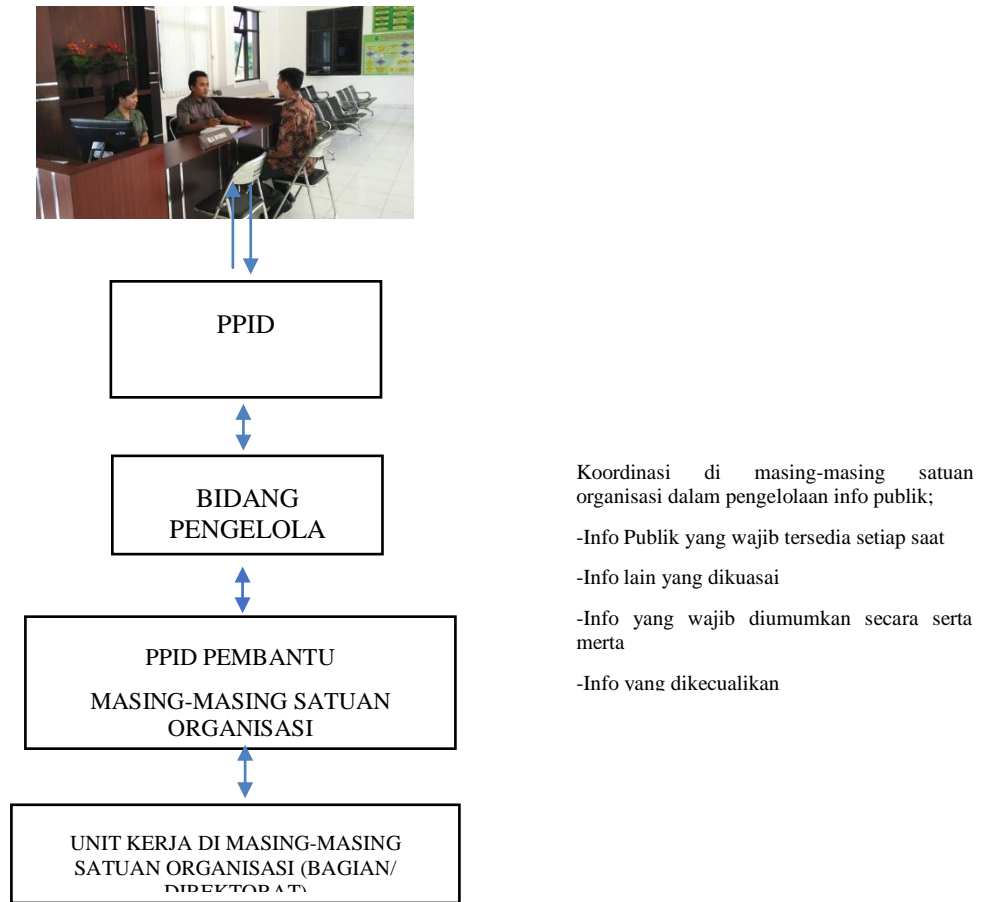 PPID
BIDANG
PENGELOLA
PPID PEMBANTU
MASING-MASING SATUAN
ORGANISASI
UNIT KERJA DI MASING-MASING
SATUAN ORGANISASI (BAGIAN/
DIREKTORAT)
Koordinasi di masing-masing satuan
organisasi dalam pengelolaan info publik;
-Info Publik yang wajib tersedia setiap saat
-Info lain yang dikuasai
-Info yang wajib diumumkan secara serta
merta
-Info yang dikecualikan